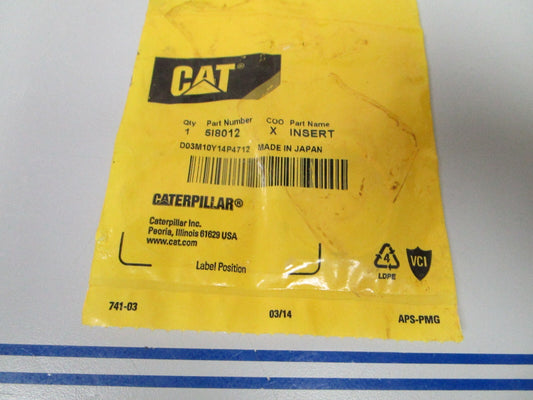 CAT®
Qty Part Number COO Part Name
1 5I8012 X INSERT
D03M10Y14P4712 MADE IN JAPAN
CATERPILLAR®
Caterpillar Inc.
Peoria, Illinois 61629 USA
www.cat.com
Label Position
4
LDPE
VCI
741-03 03/14 APS-PMG